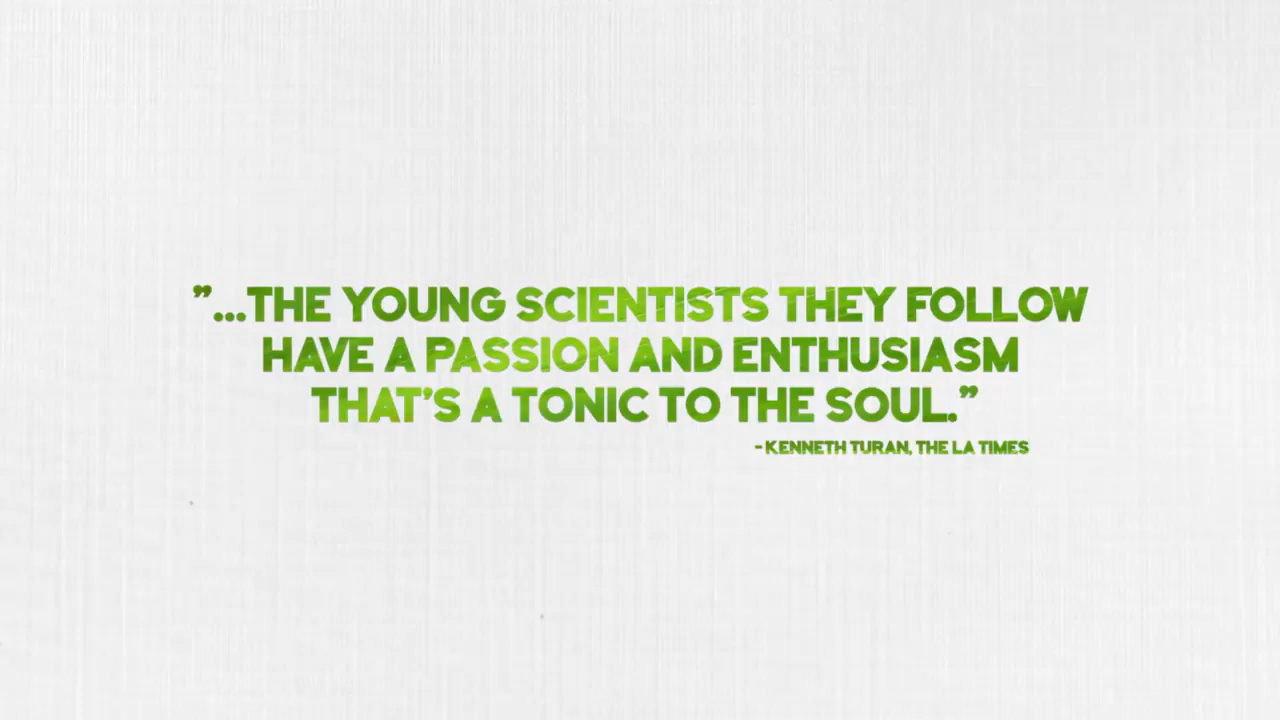 ”...THE YOUNG SCIENTISTS THEY FOLLOW
HAVE A PASSION AND ENTHUSIASM
THAT’S A TONIC TO THE SOUL.”
- KENNETH TURAN, THE LA TIMES